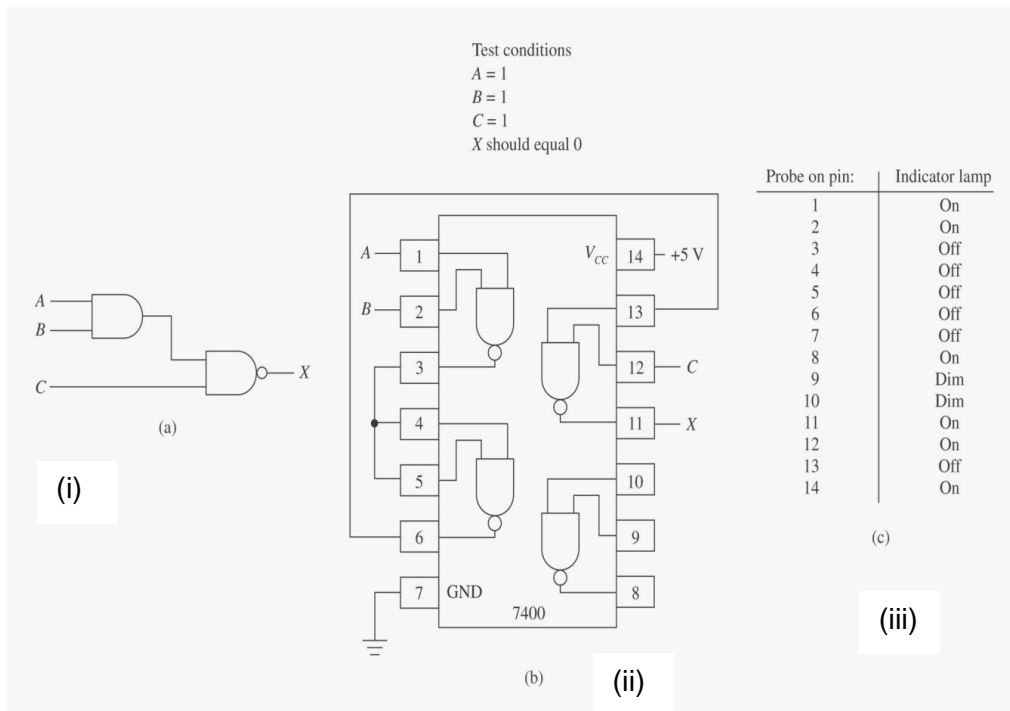 Test conditions
A = 1
B = 1
C = 1
X should equal 0
A
B
C
X
(a)
(i)
A
B
1
2
3
4
5
6
7
GND
V_CC
14
+5 V
13
12
C
11
X
10
9
8
7400
(b)
(ii)
Probe on pin: Indicator lamp
1 On
2 On
3 Off
4 Off
5 Off
6 Off
7 Off
8 On
9 Dim
10 Dim
11 On
12 On
13 Off
14 On
(c)
(iii)